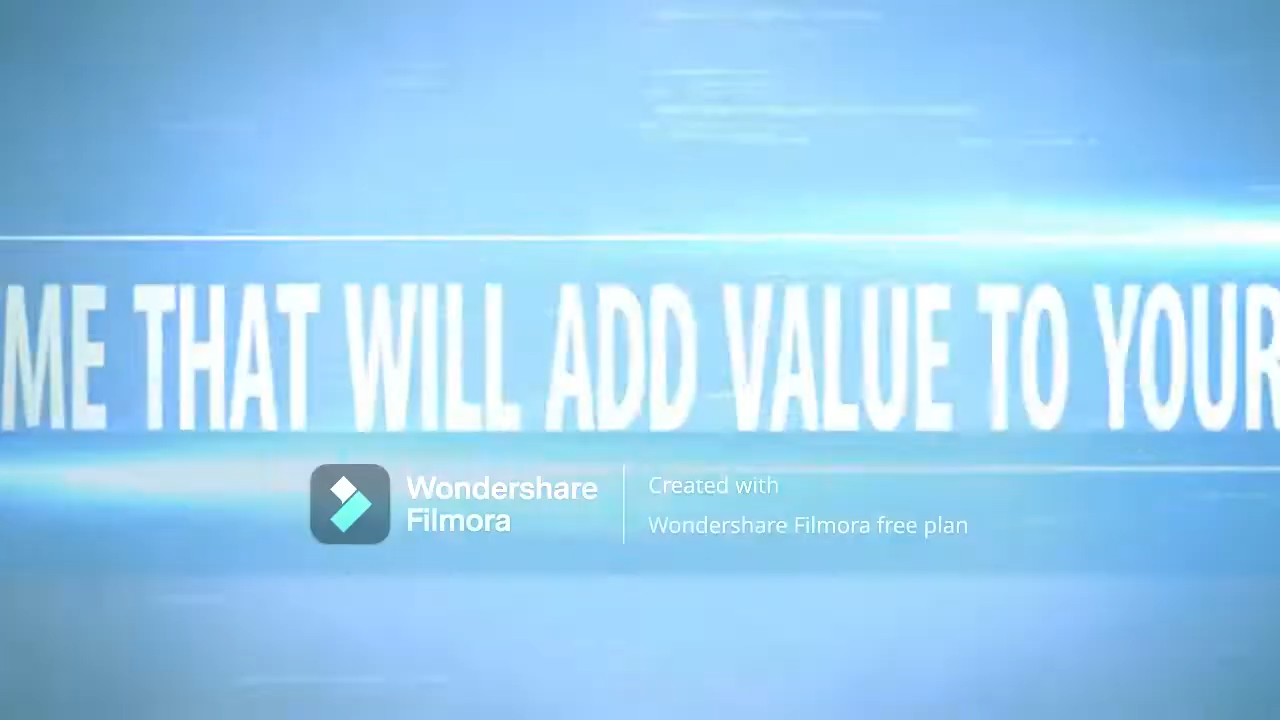 ME THAT WILL ADD VALUE TO YOUR
Wondershare
Filmora
Created with
Wondershare Filmora free plan